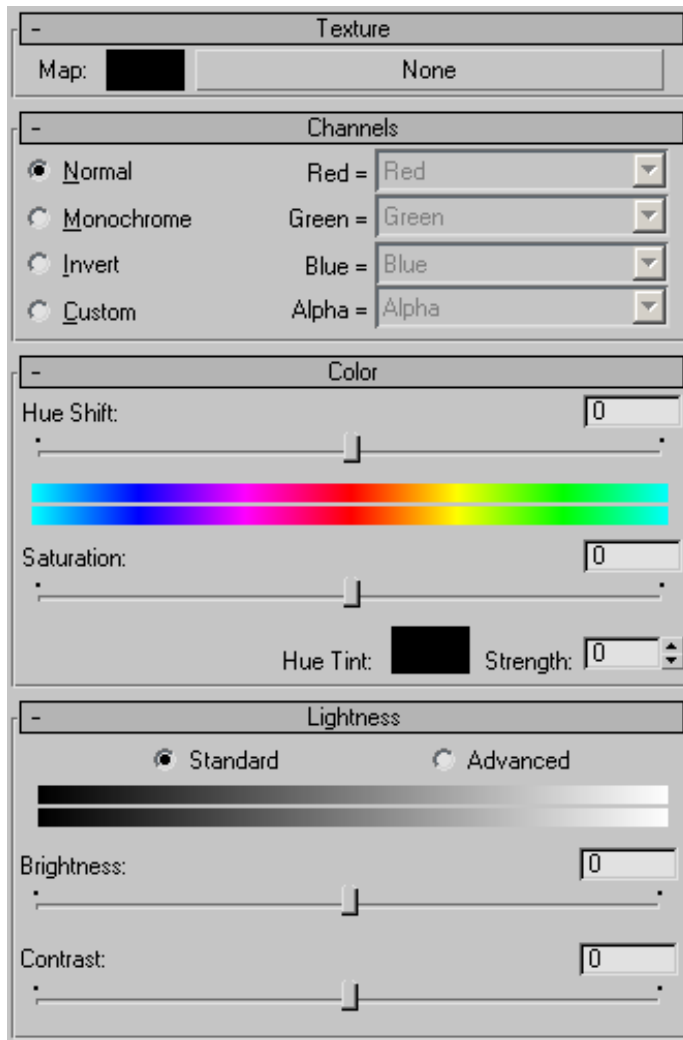 - Texture
Map: None
- Channels
Normal Red = Red
Monochrome Green = Green
Invert Blue = Blue
Custom Alpha = Alpha
- Color
Hue Shift: 0
Saturation: 0
Hue Tint: Strength: 0
- Lightness
Standard Advanced
Brightness: 0
Contrast: 0